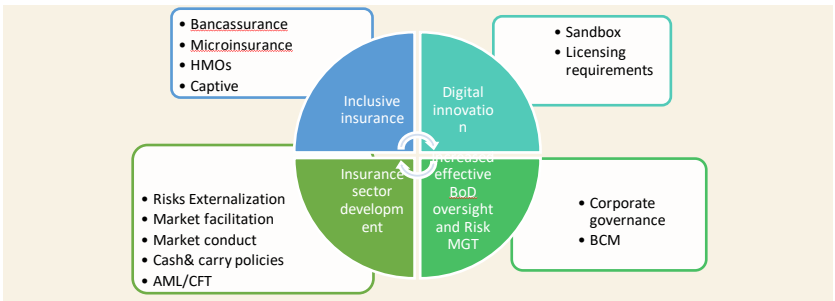 • Bancassurance
• Microinsurance
• HMOs
• Captive
• Sandbox
• Licensing
requirements
Inclusive
insurance
Digital
innovatio
n
Insurance
sector
developm
ent
Increased
effective
BoD
oversight
and Risk
MGT
• Risks Externalization
• Market facilitation
• Market conduct
• Cash& carry policies
• AML/CFT
• Corporate
governance
• BCM